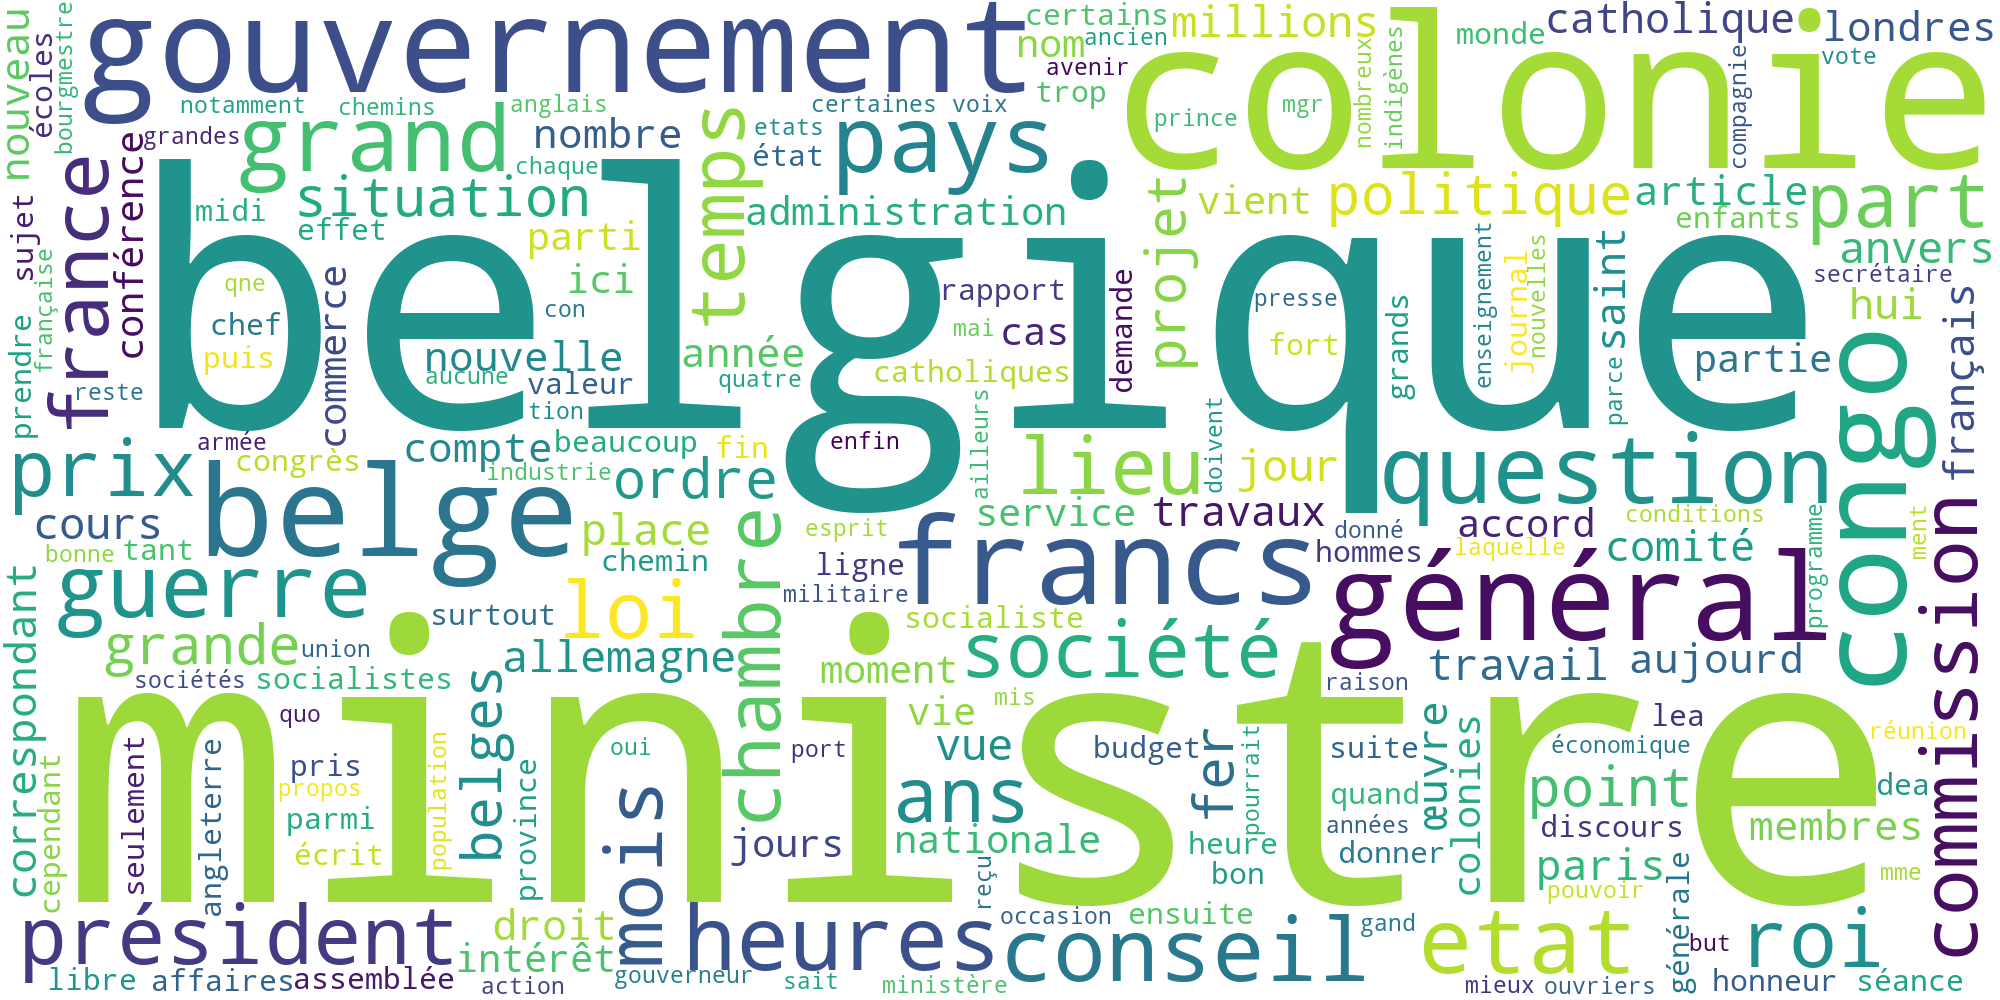 gouvernement
colonie
belgique
ministre
nouveau
écoles
bourgmestre
certains
millions
catholique
londres
nom
ancien
monde
vote
avenir
trop
notamment
chemins
anglais
certaines
voix
grandes
grand
nombre
etats
état
pays
prince
mgr
nombreux
indigènes
compagnie
chaque
temps
france
conférence
situation
midi
effet
parti
administration
vient
politique
article
enfants
part
sujet
française
ici
projet
anvers
commerce
qne
con
rapport
demande
presse
grands
enseignement
journal
nouvelles
saint
secrétaire
hui
français
chef
puis
nouvelle
année
mai
cas
fort
partie
prendre
reste
aucune
valeur
tion
quatre
catholiques
parce
congo
armée
enfin
prix
congrès
compte
beaucoup
fin
industrie
ordre
lieu
ailleurs
doivent
jour
question
cours
belge
place
esprit
service
travaux
donné
accord
conditions
bonne
tant
chemin
ligne
francs
hommes
laquelle
comité
programme
ment
commission
guerre
loi
militaire
général
correspondant
surtout
socialiste
chambre
grande
union
allemagne
moment
société
travail
aujourd
sociétés
socialistes
belges
raison
quo
mis
vie
lea
réunion
seulement
angleterre
oui
port
vue
budget
fer
suite
œuvre
colonies
économique
cependant
pris
propos
population
province
mois
ans
pourrait
quand
point
dea
parmi
jours
nationale
heure
années
discours
membres
écrit
reçu
bon
donner
paris
pouvoir
mme
président
droit
heures
occasion
ensuite
conseil
gand
etat
générale
but
roi
intérêt
libre
affaires
assemblée
action
gouverneur
sait
ministère
mieux
ouvriers
honneur
séance